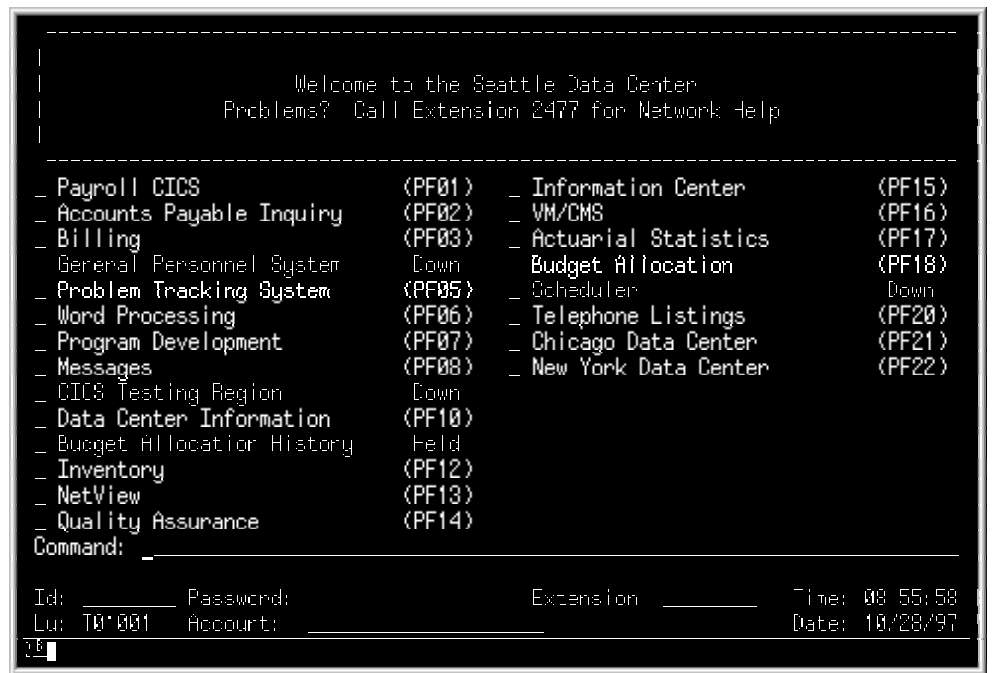 Welcome to the Seattle Data Center
Problems? Call Extension 2477 for Network Help
_ Payroll CICS (PF01) _ Information Center (PF15)
_ Accounts Payable Inquiry (PF02) _ VM/CMS (PF16)
_ Billing (PF03) _ Actuarial Statistics (PF17)
General Personnel System Down Budget Allocation (PF18)
_ Problem Tracking System (PF05) _ Scheduler Down
_ Word Processing (PF06) _ Telephone Listings (PF20)
_ Program Development (PF07) _ Chicago Data Center (PF21)
_ Messages (PF08) _ New York Data Center (PF22)
_ CICS Testing Region Down
_ Data Center Information (PF10)
_ Budget Allocation History Held
_ Inventory (PF12)
_ NetView (PF13)
_ Quality Assurance (PF14)
Command: _
Id: ________ Password: Extension ________ Time: 08:55:58
Lu: Account: ____________________ Date: 10/28/97